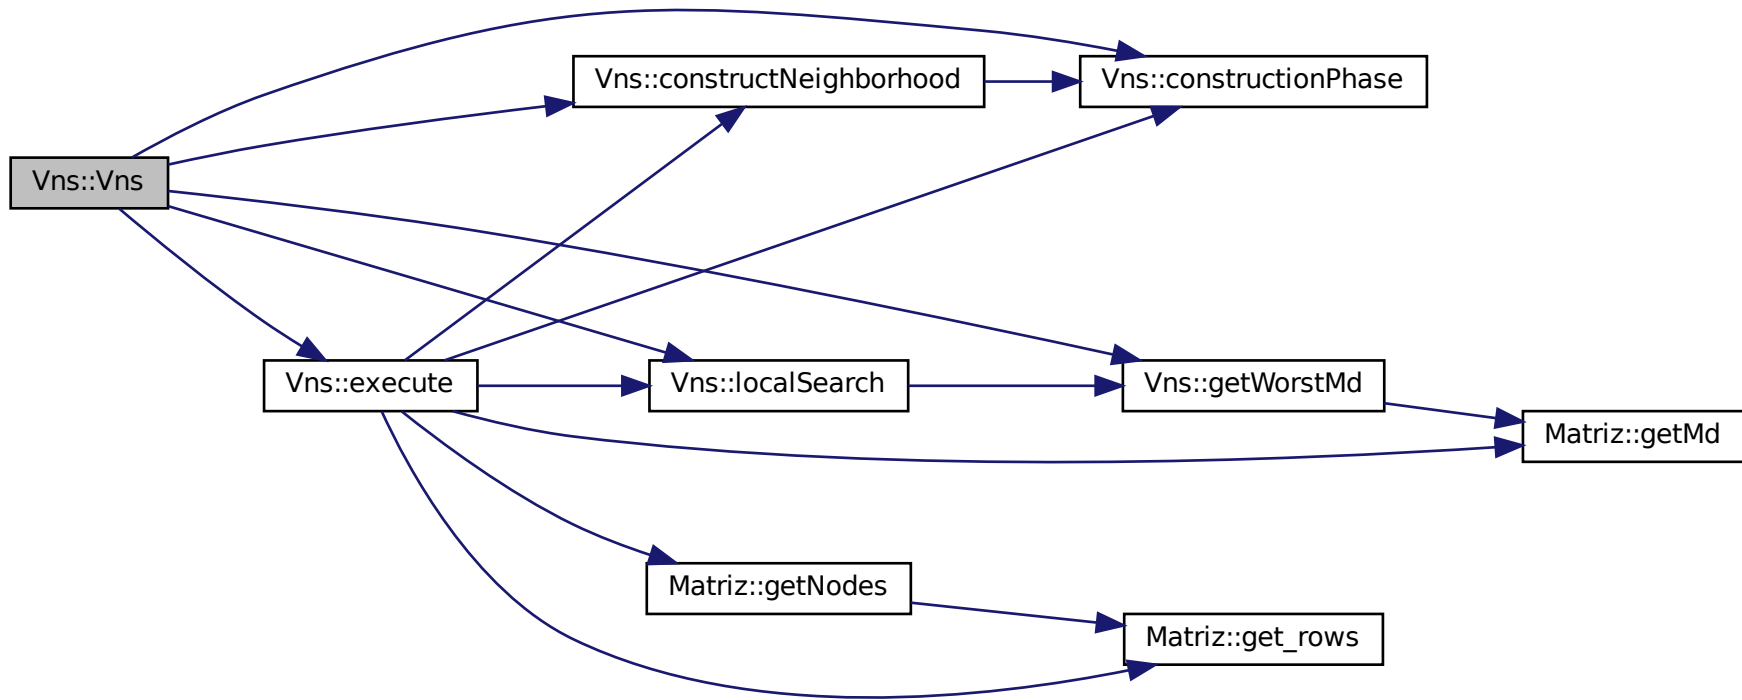 Vns::constructNeighborhood
Vns::constructionPhase
Vns::Vns
Vns::execute
Vns::localSearch
Vns::getWorstMd
Matriz::getMd
Matriz::getNodes
Matriz::get_rows